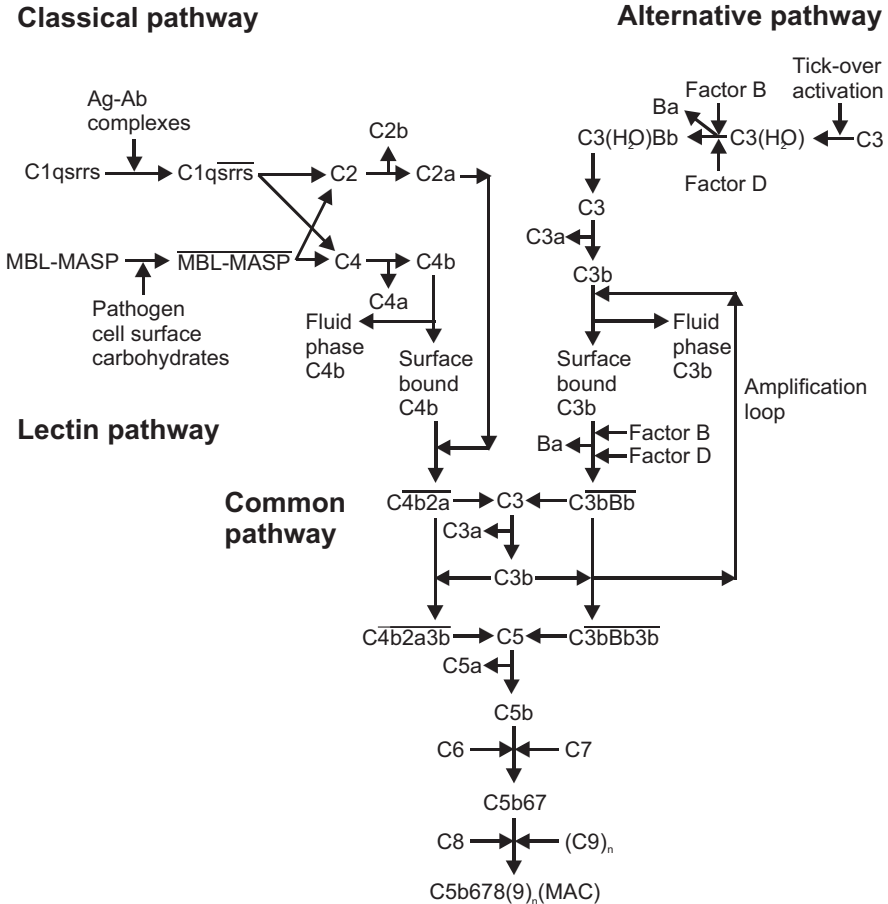 Classical pathway
Alternative pathway
Ag-Ab
complexes
C1qsrrs
C1qsrrs
C2
C2b
C2a
MBL-MASP
MBL-MASP
C4
C4b
C4a
Pathogen
cell surface
carbohydrates
Fluid
phase
C4b
Surface
bound
C4b
Lectin pathway
Tick-over
activation
Factor B
Ba
C3(H₂O)Bb
C3(H₂O)
C3
Factor D
C3
C3a
C3b
Fluid
phase
C3b
Surface
bound
C3b
Amplification
loop
Factor B
Ba
Factor D
Common
pathway
C4b2a
C3
C3bBb
C3a
C3b
C4b2a3b
C5
C3bBb3b
C5a
C5b
C6
C7
C5b67
C8
(C9)ₙ
C5b678(9)ₙ(MAC)